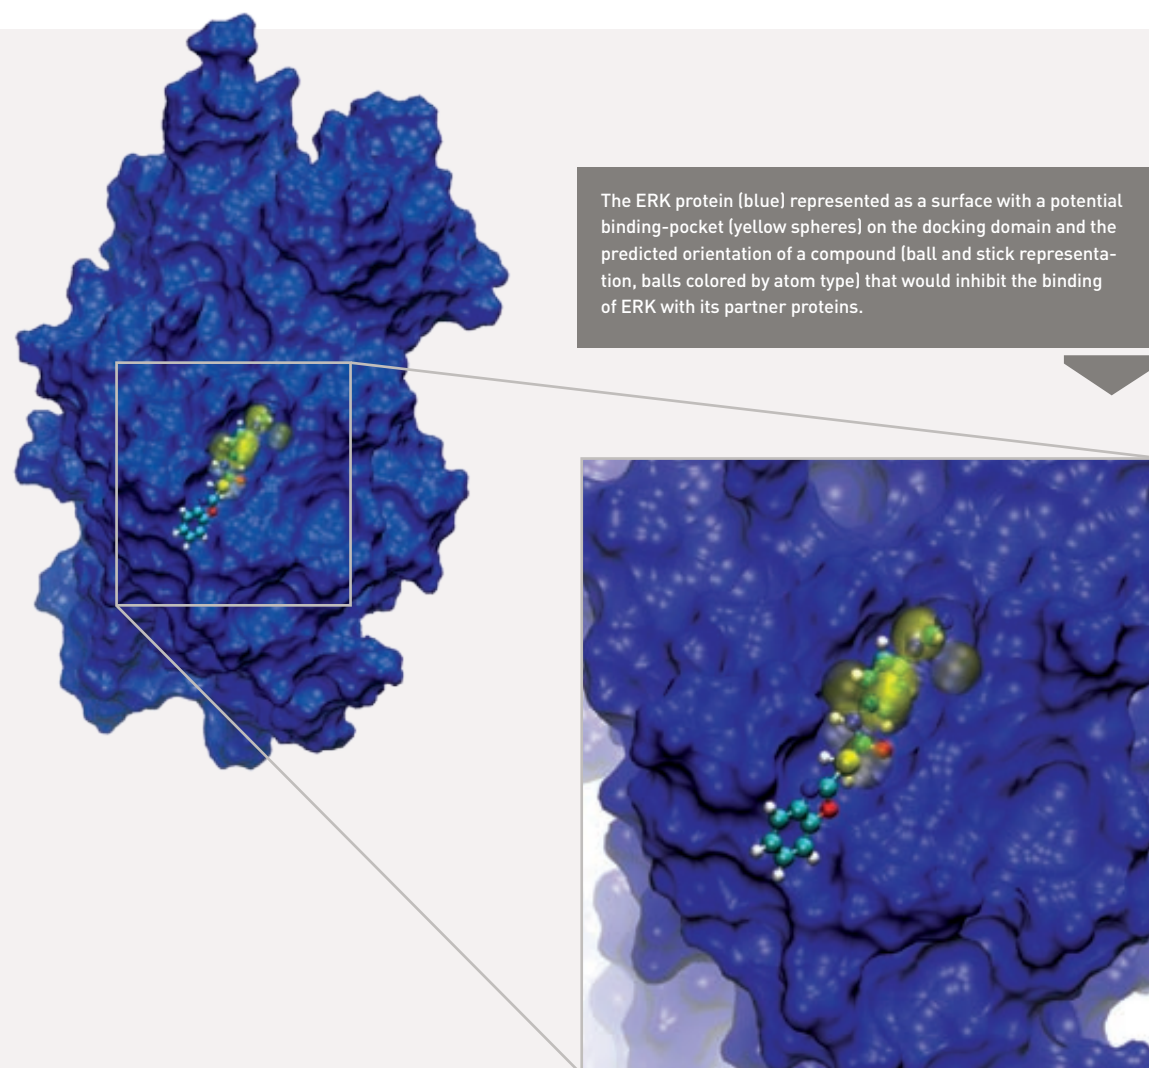 The ERK protein (blue) represented as a surface with a potential
binding-pocket (yellow spheres) on the docking domain and the
predicted orientation of a compound (ball and stick representa-
tion, balls colored by atom type) that would inhibit the binding
of ERK with its partner proteins.